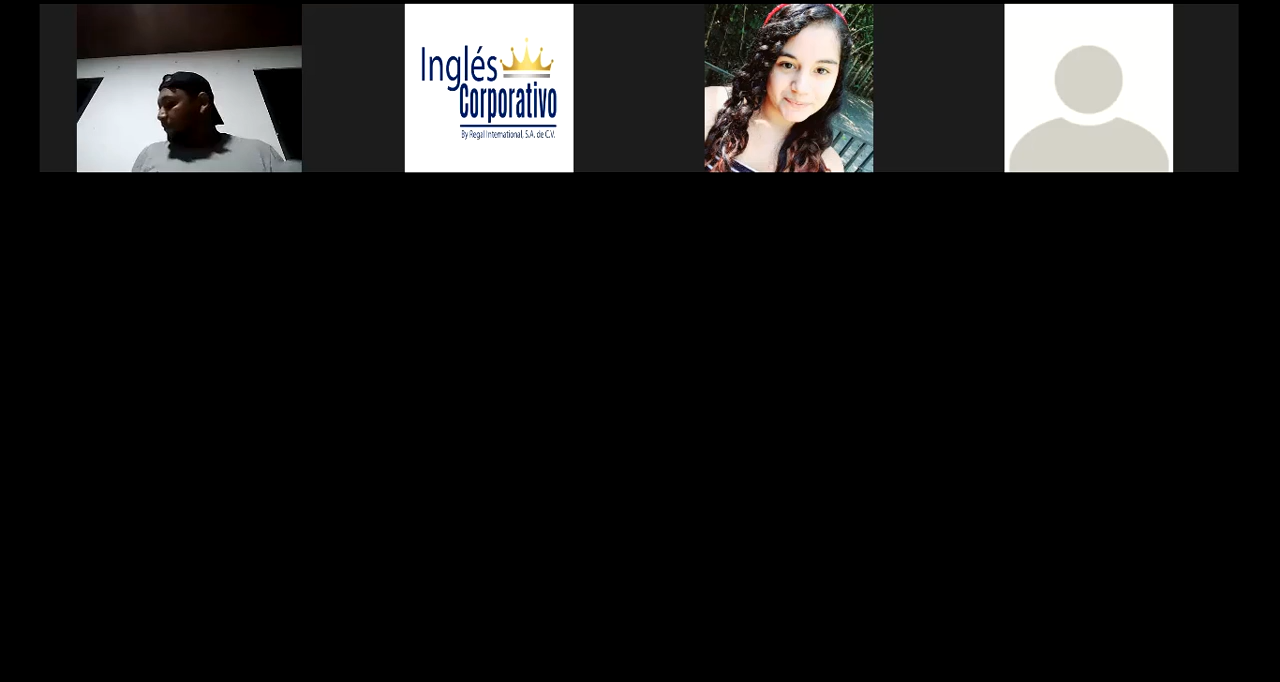 Inglés
Corporativo
By Regal International, S.A. de C.V.